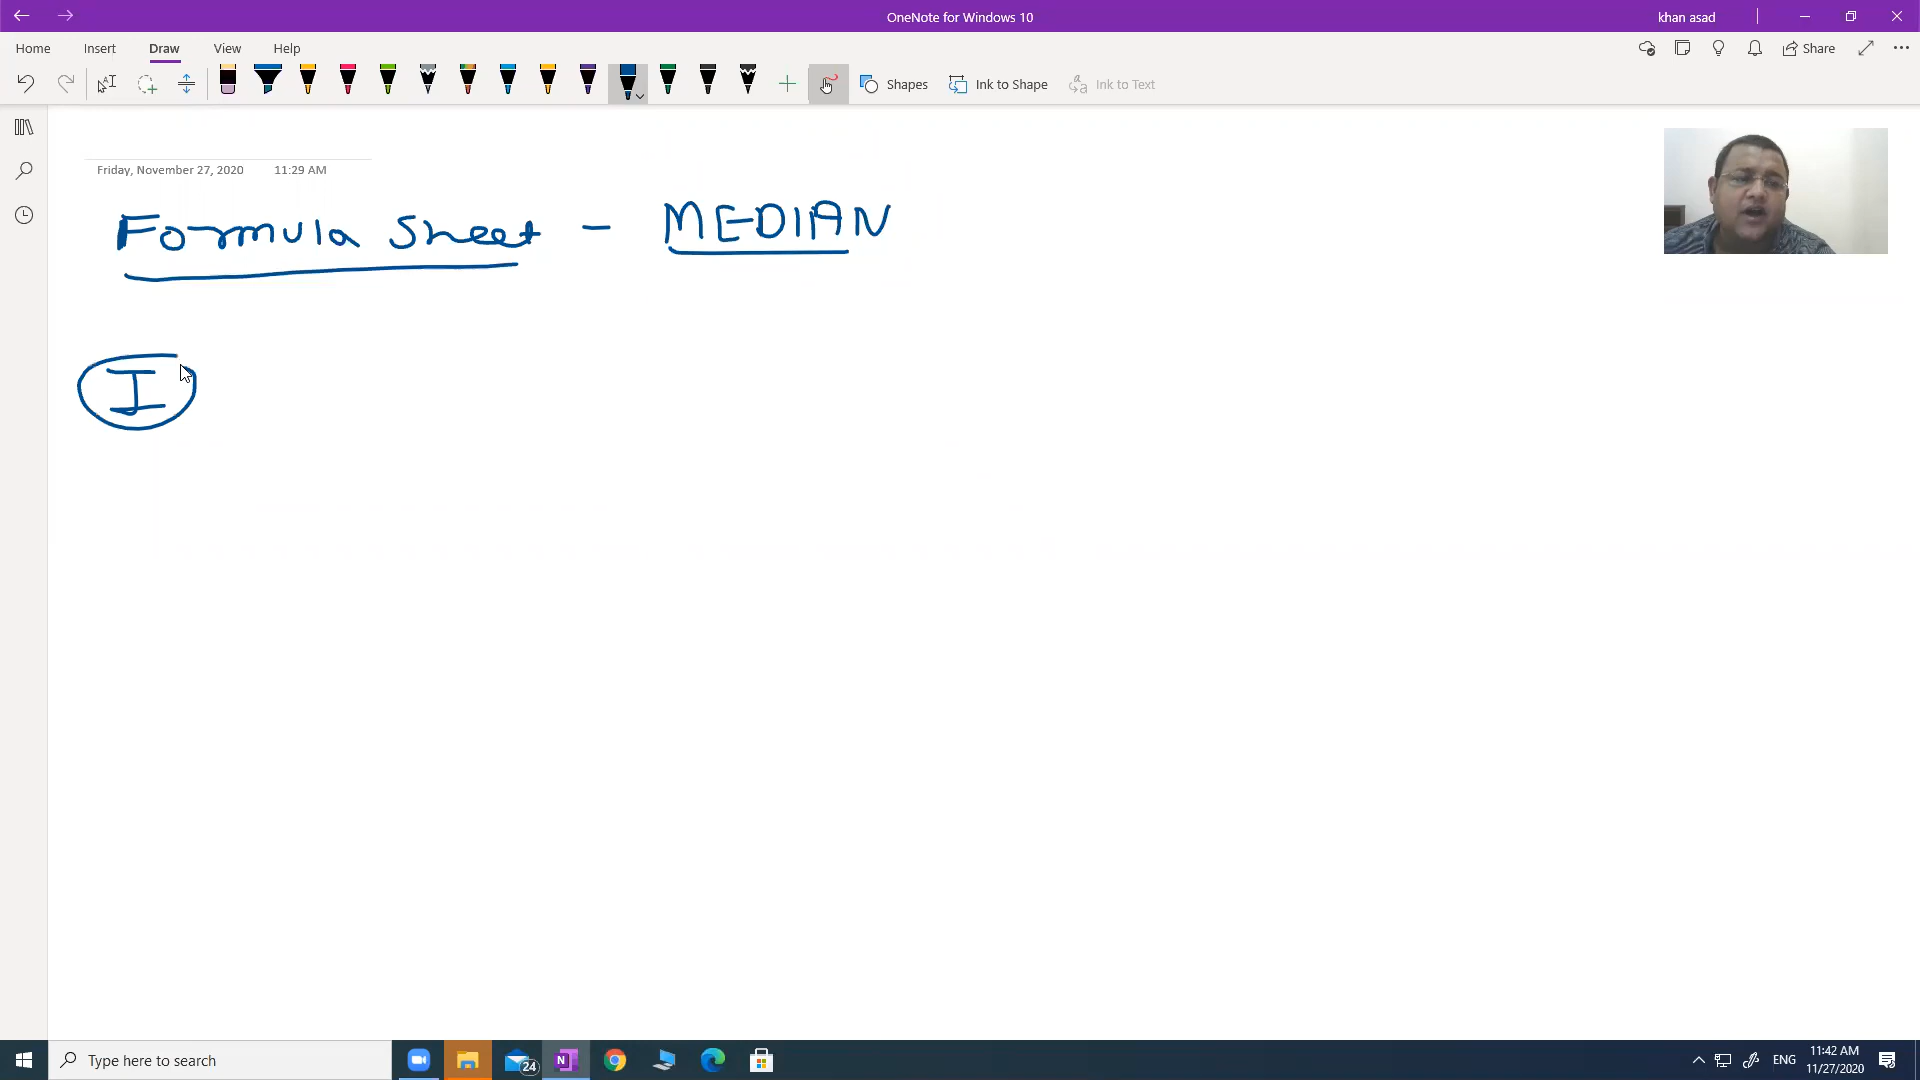 OneNote for Windows 10
khan asad
Home Insert Draw View Help
Share
Shapes Ink to Shape Ink to Text
Friday, November 27, 2020 11:29 AM
Formula Sheet - MEDIAN
I
Type here to search
24
N
ENG
11:42 AM
11/27/2020